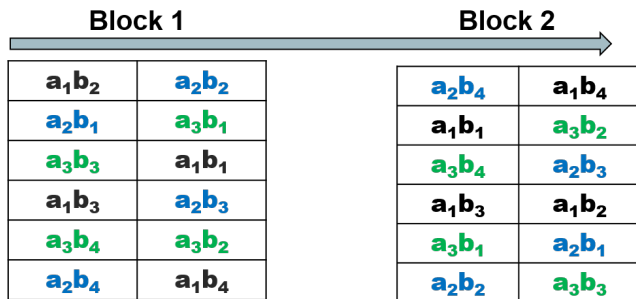 Block 1 Block 2
a₁b₂ a₂b₂
a₂b₁ a₃b₁
a₃b₃ a₁b₁
a₁b₃ a₂b₃
a₃b₄ a₃b₂
a₂b₄ a₁b₄
a₂b₄ a₁b₄
a₁b₁ a₃b₂
a₃b₄ a₂b₃
a₁b₃ a₁b₂
a₃b₁ a₂b₁
a₂b₂ a₃b₃